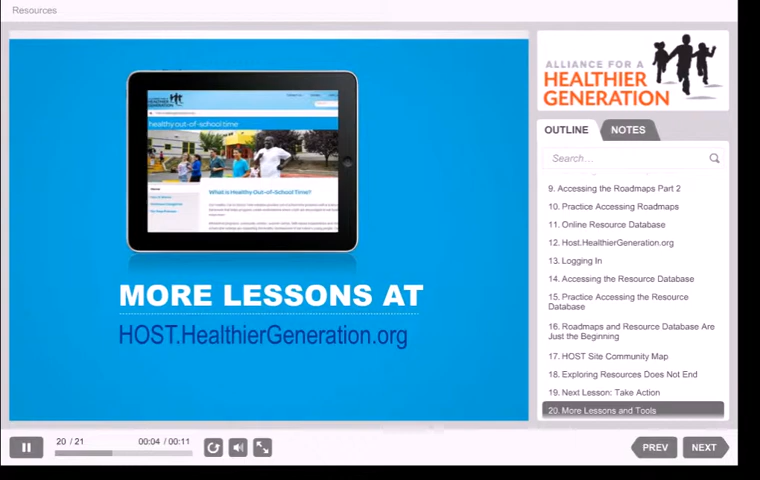 Resources
HEALTHIER
GENERATION
healthy out-of-school time
What is Healthy Out-of-School Time?
MORE LESSONS AT
HOST.HealthierGeneration.org
ALLIANCE FOR A
HEALTHIER
GENERATION
OUTLINE
NOTES
Search...
9. Accessing the Roadmaps Part 2
10. Practice Accessing Roadmaps
11. Online Resource Database
12. Host.HealthierGeneration.org
13. Logging In
14. Accessing the Resource Database
15. Practice Accessing the Resource
Database
16. Roadmaps and Resource Database Are
Just the Beginning
17. HOST Site Community Map
18. Exploring Resources Does Not End
19. Next Lesson: Take Action
20. More Lessons and Tools
20 / 21
00:04 / 00:11
PREV
NEXT